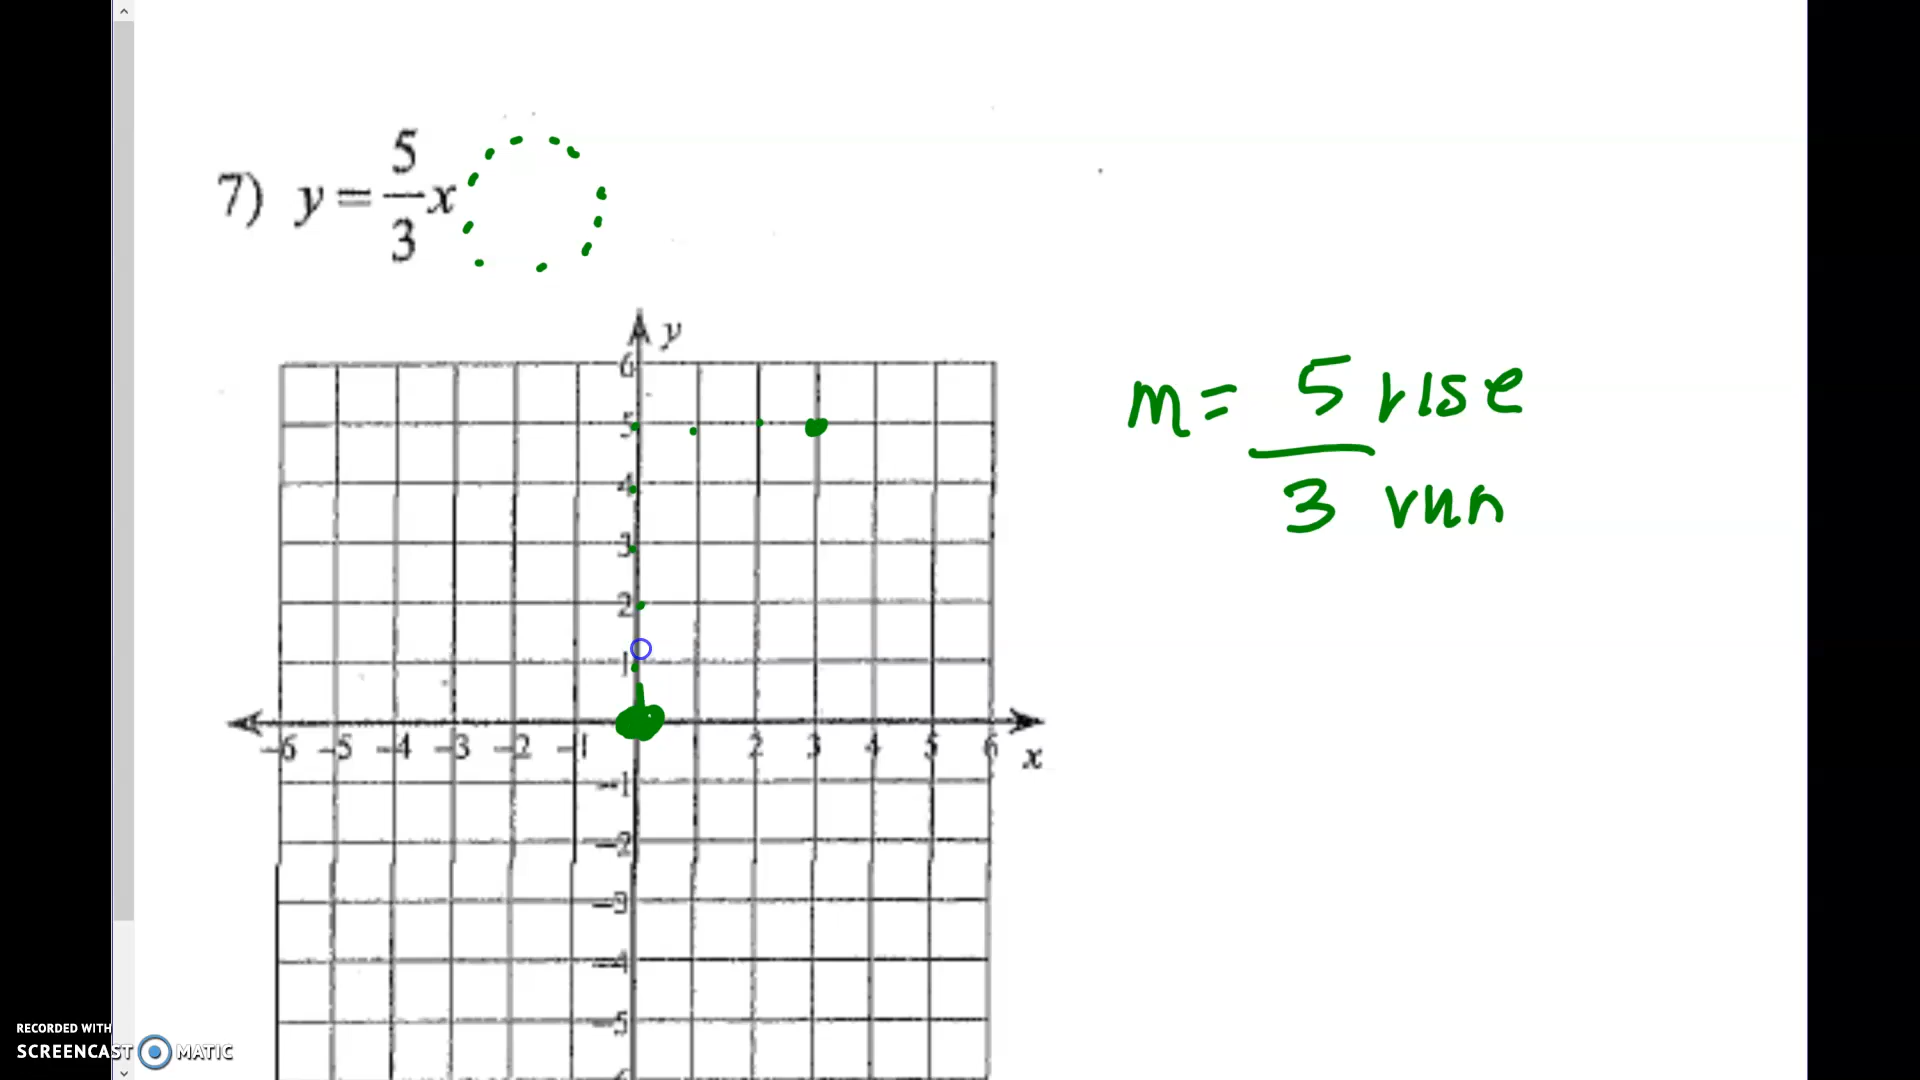 7) y = 5/3 x
y
6
5
4
3
2
1
-6 -5 -4 -3 -2 -1 2 3 4 5 6
x
-1
-2
-3
-4
-5
m = 5 rise
3 run
RECORDED WITH
SCREENCAST MATIC